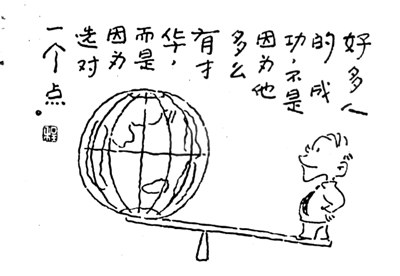 好多人
的成
功，不是
因为他
多么
有才
华，
而是
因为
选对
一个点。